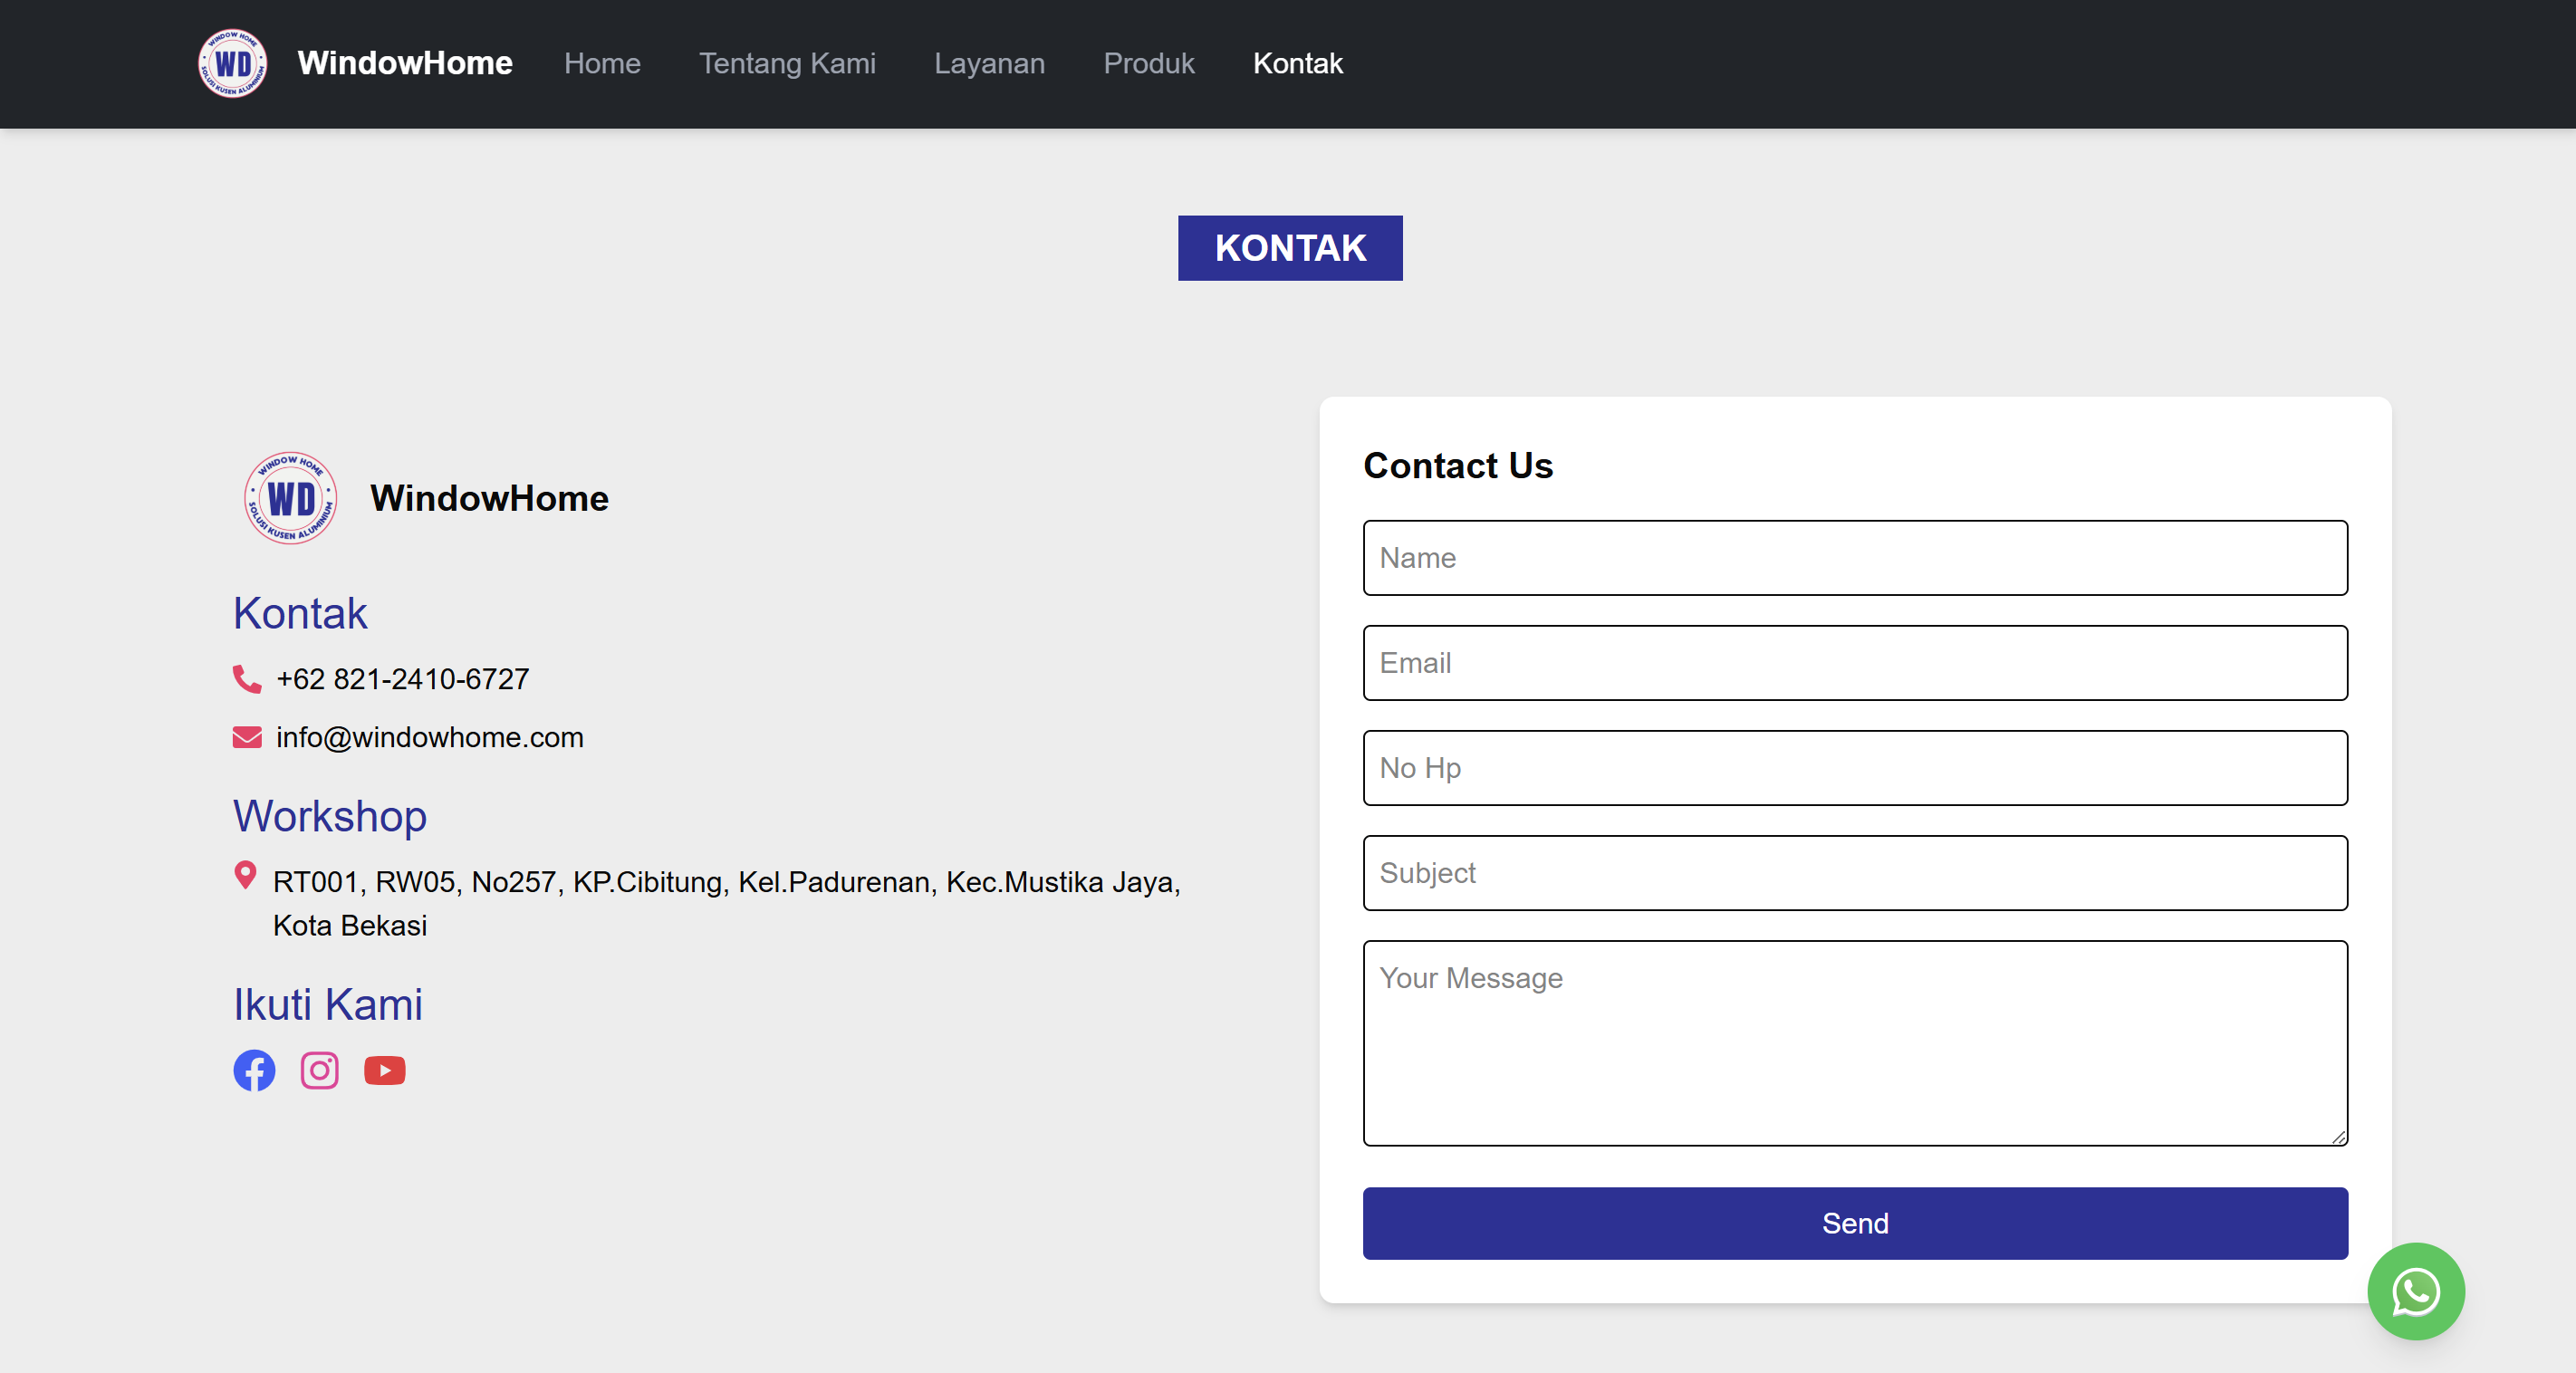 WINDOW HOME
WD
SOLUSI KUSEN ALUMINIUM
WindowHome
Home
Tentang Kami
Layanan
Produk
Kontak
KONTAK
WINDOW HOME
WD
SOLUSI KUSEN ALUMINIUM
WindowHome
Kontak
+62 821-2410-6727
info@windowhome.com
Workshop
RT001, RW05, No257, KP.Cibitung, Kel.Padurenan, Kec.Mustika Jaya,
Kota Bekasi
Ikuti Kami
Contact Us
Name
Email
No Hp
Subject
Your Message
Send